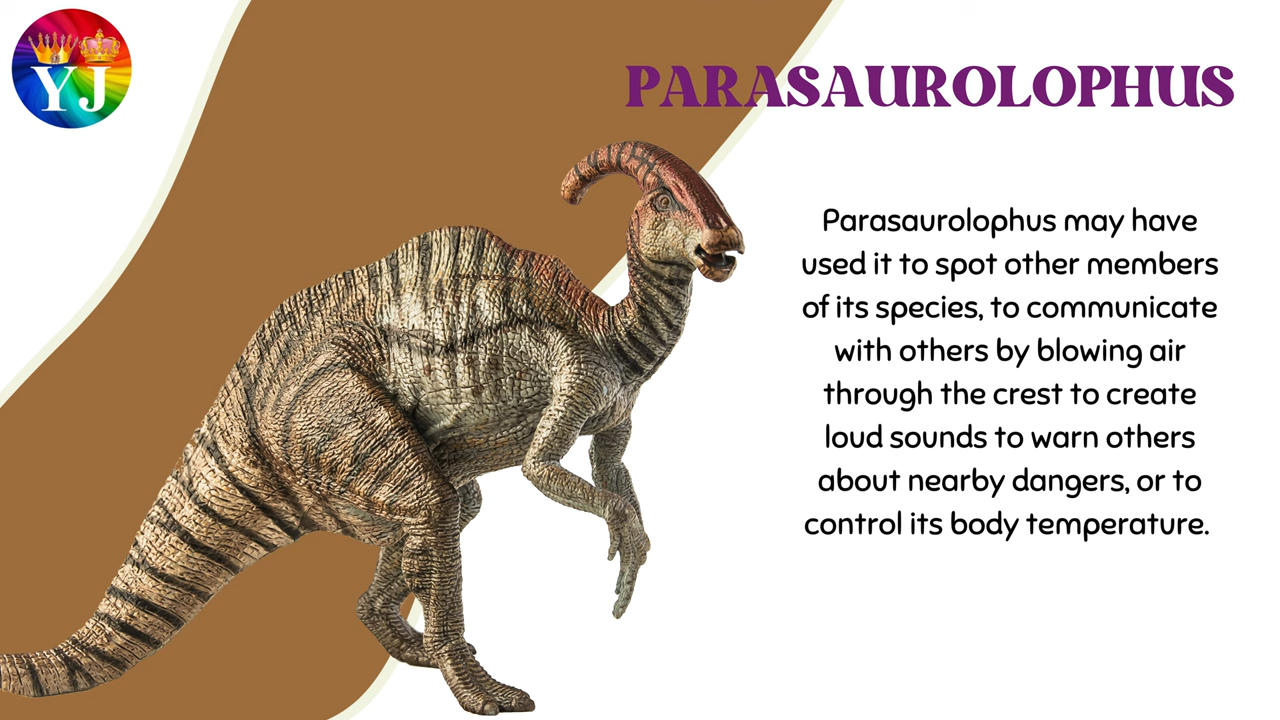 YJ
PARASAUROLOPHUS
Parasaurolophus may have
used it to spot other members
of its species, to communicate
with others by blowing air
through the crest to create
loud sounds to warn others
about nearby dangers, or to
control its body temperature.